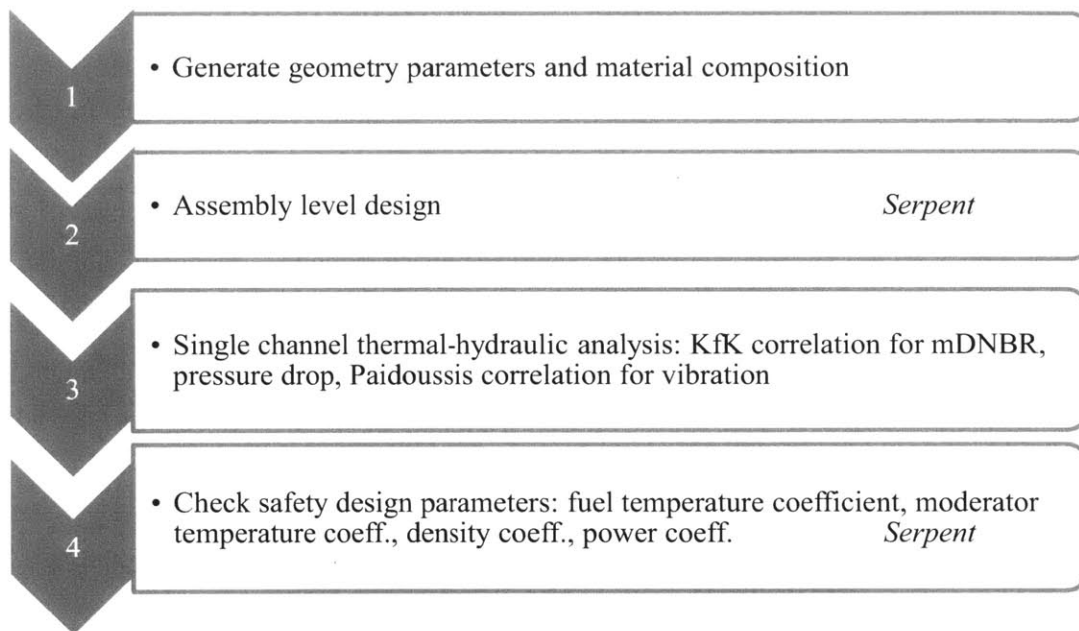 1
• Generate geometry parameters and material composition
2
• Assembly level design Serpent
3
• Single channel thermal-hydraulic analysis: KfK correlation for mDNBR,
pressure drop, Paidoussis correlation for vibration
4
• Check safety design parameters: fuel temperature coefficient, moderator
temperature coeff., density coeff., power coeff. Serpent